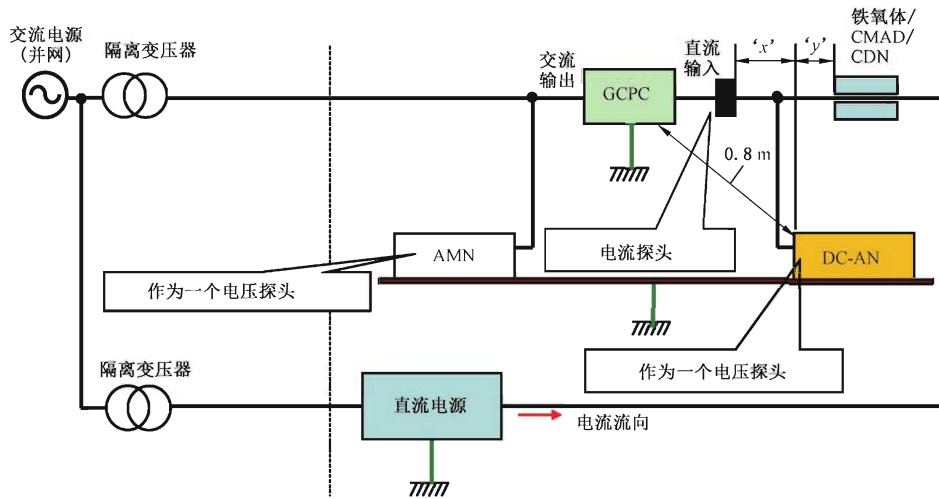 交流电源
(并网)
隔离变压器
交流
输出
GCPC
直流
输入
‘x’
‘y’
铁氧体/
CMAD/
CDN
0.8 m
AMN
电流探头
DC-AN
作为一个电压探头
作为一个电压探头
隔离变压器
直流电源
电流流向